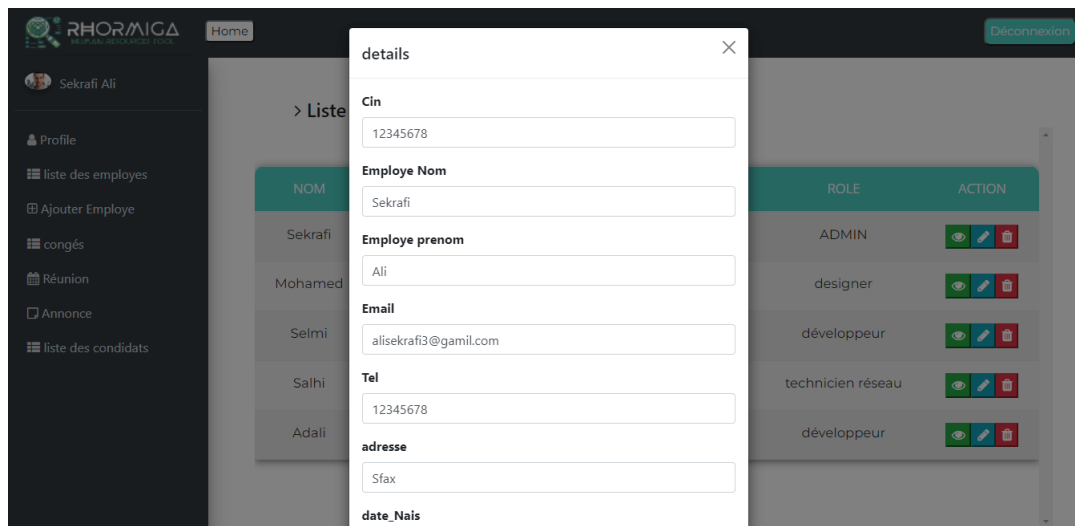 RHORMIGA
Home
Déconnexion
Sekrafi Ali
Profile
liste des employes
Ajouter Employe
congés
Réunion
Annonce
liste des condidats
> Liste
NOM ROLE ACTION
Sekrafi ADMIN
Mohamed designer
Selmi développeur
Salhi technicien réseau
Adali développeur
details
Cin
12345678
Employe Nom
Sekrafi
Employe prenom
Ali
Email
alisekrafi3@gamil.com
Tel
12345678
adresse
Sfax
date_Nais